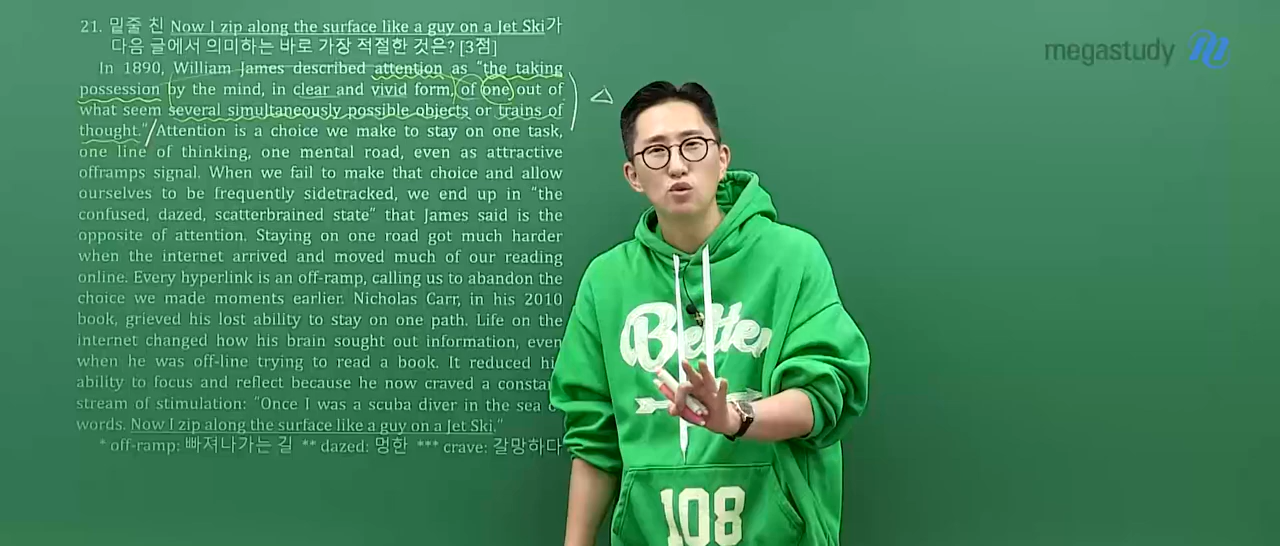 21. 밑줄 친 Now I zip along the surface like a guy on a Jet Ski가
다음 글에서 의미하는 바로 가장 적절한 것은? [3점]
In 1890, William James described attention as “the taking
possession by the mind, in clear and vivid form, of one out of
what seem several simultaneously possible objects or trains of
thought.” Attention is a choice we make to stay on one task,
one line of thinking, one mental road, even as attractive
offramps signal. When we fail to make that choice and allow
ourselves to be frequently sidetracked, we end up in “the
confused, dazed, scatterbrained state” that James said is the
opposite of attention. Staying on one road got much harder
when the internet arrived and moved much of our reading
online. Every hyperlink is an off-ramp, calling us to abandon the
choice we made moments earlier. Nicholas Carr, in his 2010
book, grieved his lost ability to stay on one path. Life on the
internet changed how his brain sought out information, even
when he was off-line trying to read a book. It reduced
ability to focus and reflect because he now craved a
stream of stimulation: “Once I was a scuba diver in the sea
words. Now I zip along the surface like a guy on a Jet Ski.”
* off-ramp: 빠져나가는 길 ** dazed: 멍한 *** crave: 갈망하다
megastudy
Better
108